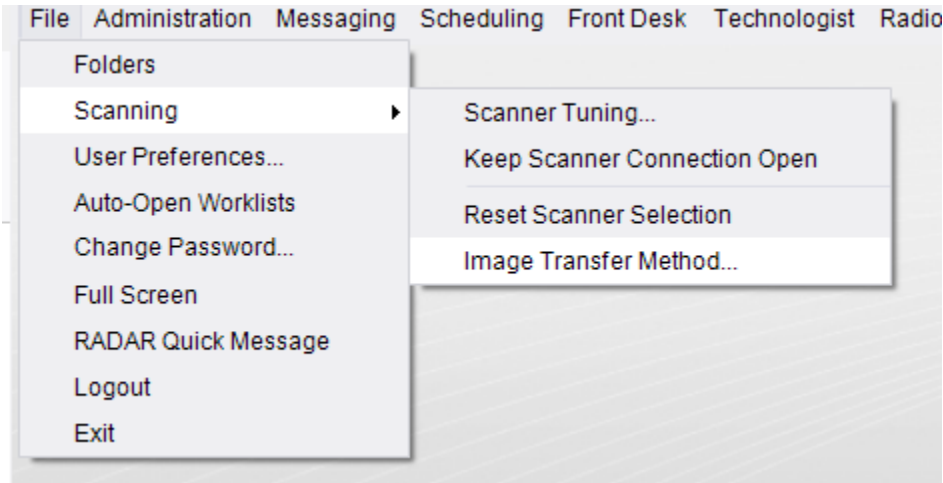 File Administration Messaging Scheduling Front Desk Technologist
Folders
Scanning
User Preferences...
Auto-Open Worklists
Change Password...
Full Screen
RADAR Quick Message
Logout
Exit
Scanner Tuning...
Keep Scanner Connection Open
Reset Scanner Selection
Image Transfer Method...